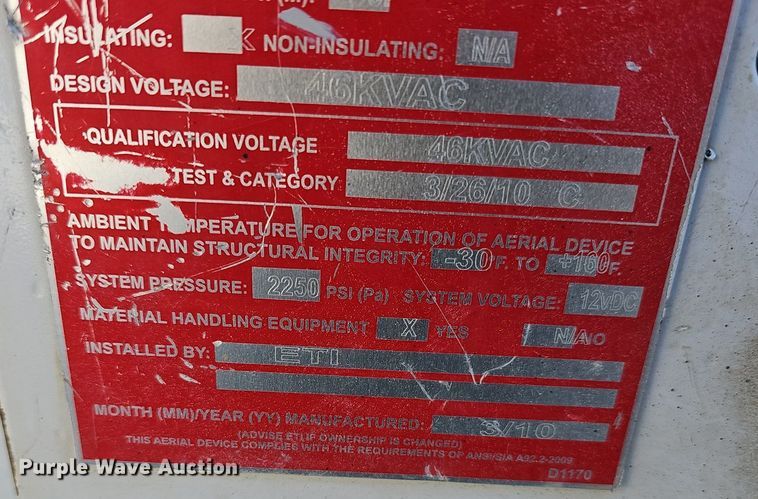 INSULATING: X NON-INSULATING: N/A
DESIGN VOLTAGE: 46KVAC
QUALIFICATION VOLTAGE 46KVAC
TEST & CATEGORY 3/26/10 C
AMBIENT TEMPERATURE FOR OPERATION OF AERIAL DEVICE
TO MAINTAIN STRUCTURAL INTEGRITY: -30°F. TO +160°F.
SYSTEM PRESSURE: 2250 PSI (Pa) SYSTEM VOLTAGE: 12vDC
MATERIAL HANDLING EQUIPMENT X YES N/A NO
INSTALLED BY: ETI
MONTH (MM)/YEAR (YY) MANUFACTURED: 3/10
(ADVISE ETI IF OWNERSHIP IS CHANGED)
THIS AERIAL DEVICE COMPLIES WITH THE REQUIREMENTS OF ANSI/SIA A92.2-2009
D1170
Purple Wave Auction